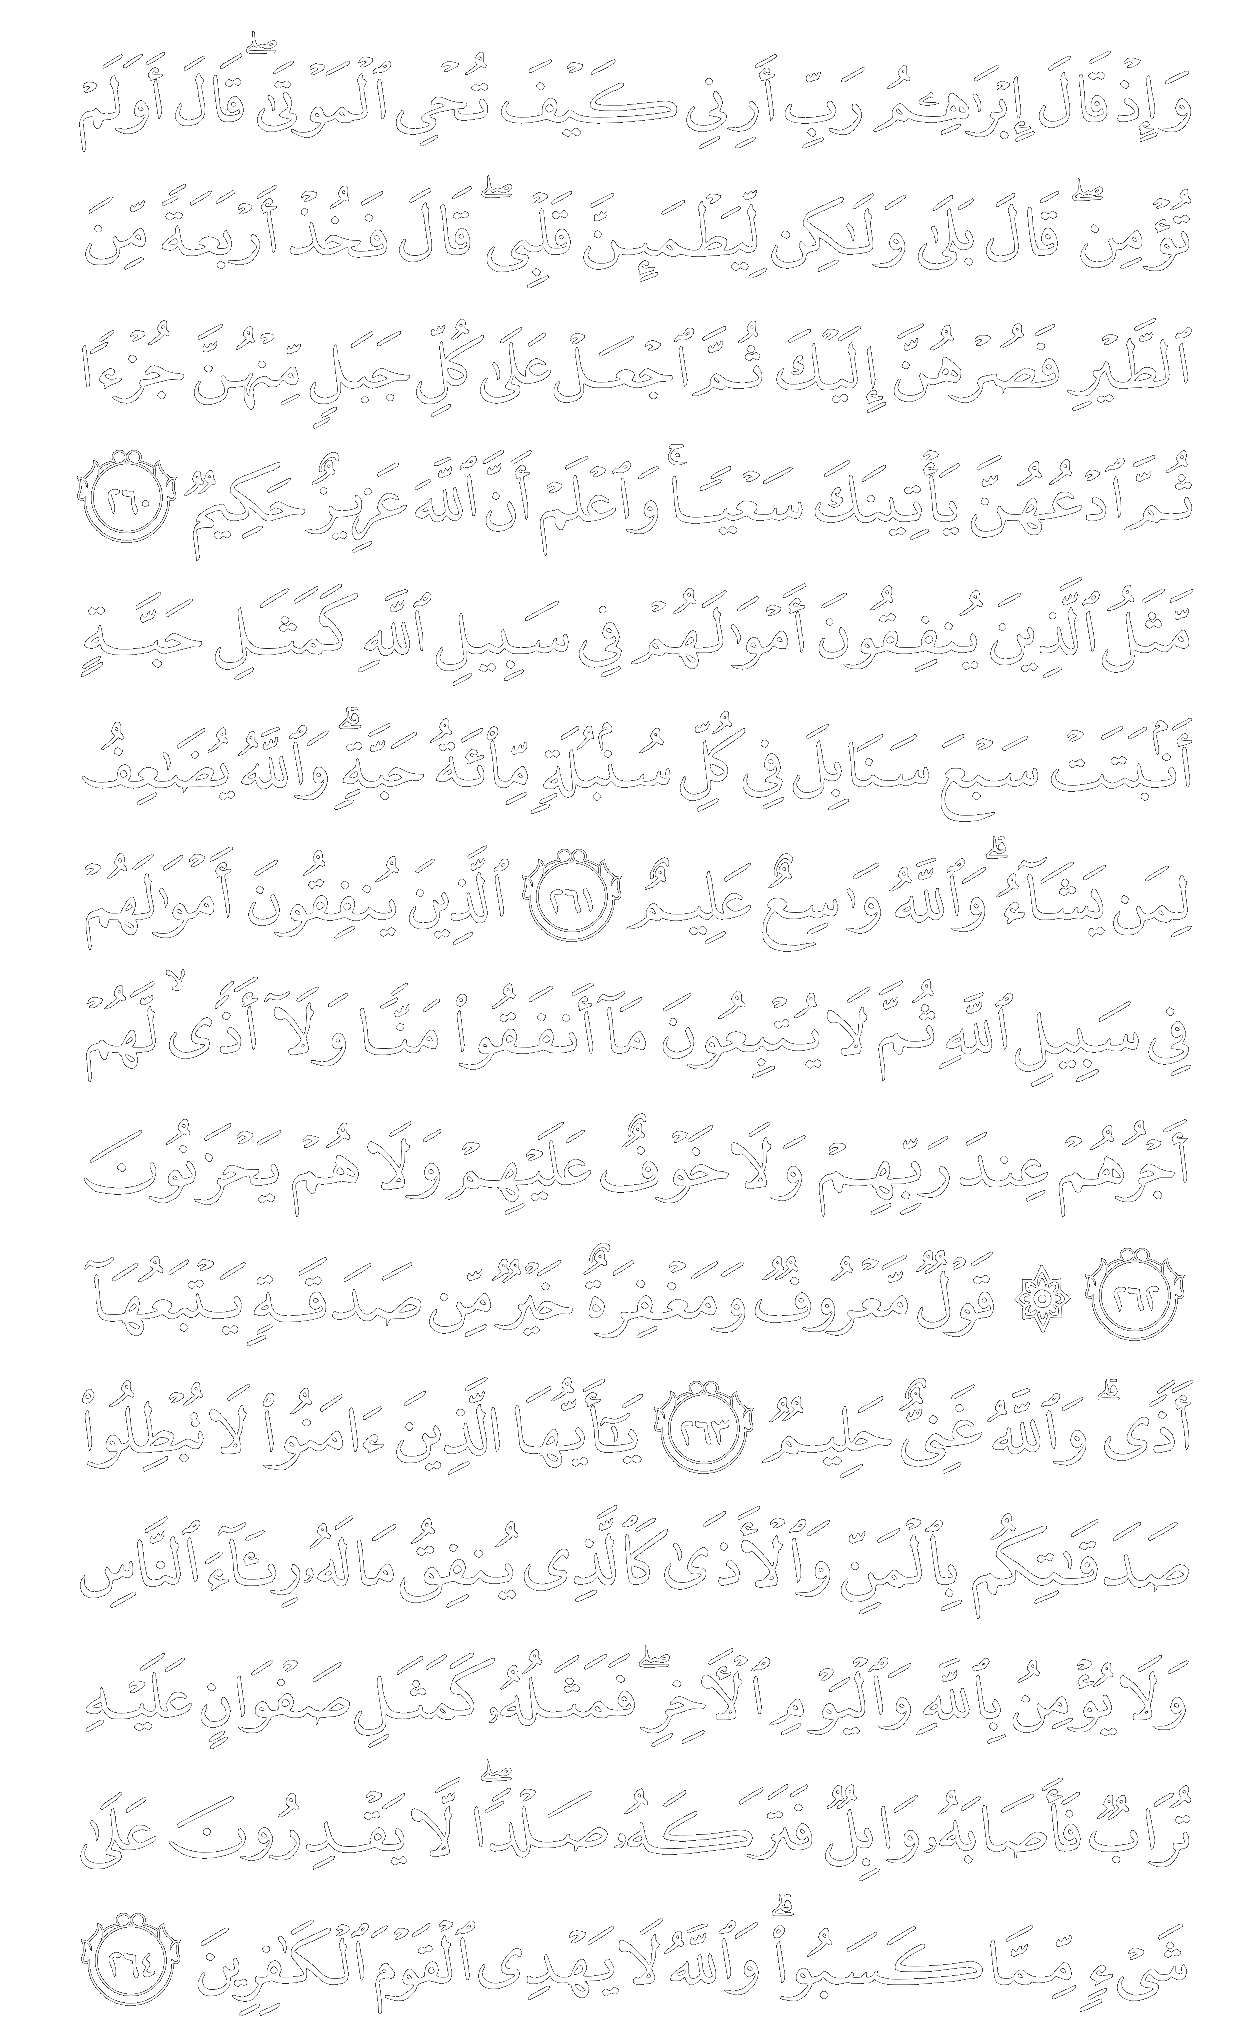 وَإِذْ قَالَ إِبْرَٰهِـۧمُ رَبِّ أَرِنِى كَيْفَ تُحْىِ ٱلْمَوْتَىٰ ۖ قَالَ أَوَلَمْ
تُؤْمِن ۖ قَالَ بَلَىٰ وَلَـٰكِن لِّيَطْمَئِنَّ قَلْبِى ۖ قَالَ فَخُذْ أَرْبَعَةً مِّنَ
ٱلطَّيْرِ فَصُرْهُنَّ إِلَيْكَ ثُمَّ ٱجْعَلْ عَلَىٰ كُلِّ جَبَلٍ مِّنْهُنَّ جُزْءًا
ثُمَّ ٱدْعُهُنَّ يَأْتِينَكَ سَعْيًا ۚ وَٱعْلَمْ أَنَّ ٱللَّهَ عَزِيزٌ حَكِيمٌ ٢٦٠
مَّثَلُ ٱلَّذِينَ يُنفِقُونَ أَمْوَٰلَهُمْ فِى سَبِيلِ ٱللَّهِ كَمَثَلِ حَبَّةٍ
أَنۢبَتَتْ سَبْعَ سَنَابِلَ فِى كُلِّ سُنۢبُلَةٍ مِّا۟ئَةُ حَبَّةٍ ۗ وَٱللَّهُ يُضَـٰعِفُ
لِمَن يَشَآءُ ۗ وَٱللَّهُ وَٰسِعٌ عَلِيمٌ ٢٦١ ٱلَّذِينَ يُنفِقُونَ أَمْوَٰلَهُمْ
فِى سَبِيلِ ٱللَّهِ ثُمَّ لَا يُتْبِعُونَ مَآ أَنفَقُوا۟ مَنًّا وَلَآ أَذًى ۙ لَّهُمْ
أَجْرُهُمْ عِندَ رَبِّهِمْ وَلَا خَوْفٌ عَلَيْهِمْ وَلَا هُمْ يَحْزَنُونَ
٢٦٢ ۞ قَوْلٌ مَّعْرُوفٌ وَمَغْفِرَةٌ خَيْرٌ مِّن صَدَقَةٍ يَتْبَعُهَآ
أَذًى ۗ وَٱللَّهُ غَنِىٌّ حَلِيمٌ ٢٦٣ يَـٰٓأَيُّهَا ٱلَّذِينَ ءَامَنُوا۟ لَا تُبْطِلُوا۟
صَدَقَـٰتِكُم بِٱلْمَنِّ وَٱلْأَذَىٰ كَٱلَّذِى يُنفِقُ مَالَهُۥ رِئَآءَ ٱلنَّاسِ
وَلَا يُؤْمِنُ بِٱللَّهِ وَٱلْيَوْمِ ٱلْـَٔاخِرِ ۖ فَمَثَلُهُۥ كَمَثَلِ صَفْوَانٍ عَلَيْهِ
تُرَابٌ فَأَصَابَهُۥ وَابِلٌ فَتَرَكَهُۥ صَلْدًا ۖ لَّا يَقْدِرُونَ عَلَىٰ
شَىْءٍ مِّمَّا كَسَبُوا۟ ۗ وَٱللَّهُ لَا يَهْدِى ٱلْقَوْمَ ٱلْكَـٰفِرِينَ ٢٦٤